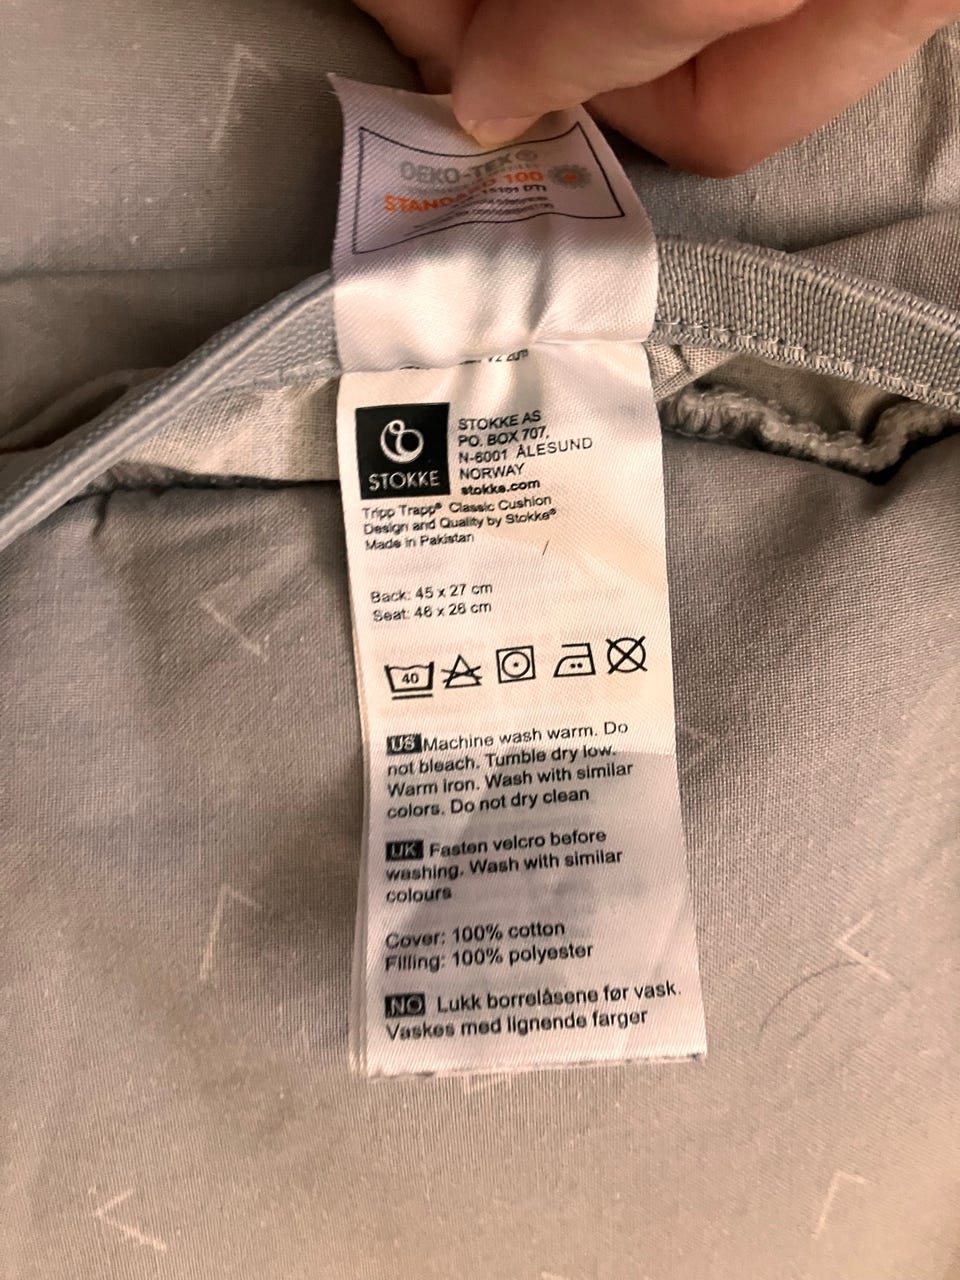 OEKO-TEX®
STANDARD 100
STOKKE
STOKKE AS
PO. BOX 707,
N-6001 ÅLESUND
NORWAY
stokke.com
Tripp Trapp® Classic Cushion
Design and Quality by Stokke®
Made in Pakistan
Back: 45 x 27 cm
Seat: 46 x 26 cm
40
US Machine wash warm. Do
not bleach. Tumble dry low.
Warm iron. Wash with similar
colors. Do not dry clean
UK Fasten velcro before
washing. Wash with similar
colours
Cover: 100% cotton
Filling: 100% polyester
NO Lukk borrelåsene før vask.
Vaskes med lignende farger